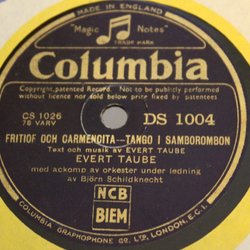 MADE IN ENGLAND
"Magic Notes"
TRADE MARK
Columbia
Copyright, patented Record. Not to be publicly performed
without licence nor sold below price fixed by patentees
CS 1026
78 VARV
DS 1004
FRITIOF OCH CARMENCITA—TANGO I SAMBOROMBON
Text och musik av EVERT TAUBE
EVERT TAUBE
med ackomp av orkester under ledning
av Björn Schildknecht
NCB
BIEM
COLUMBIA GRAPHOPHONE Co. LTD., LONDON, E.C.1.